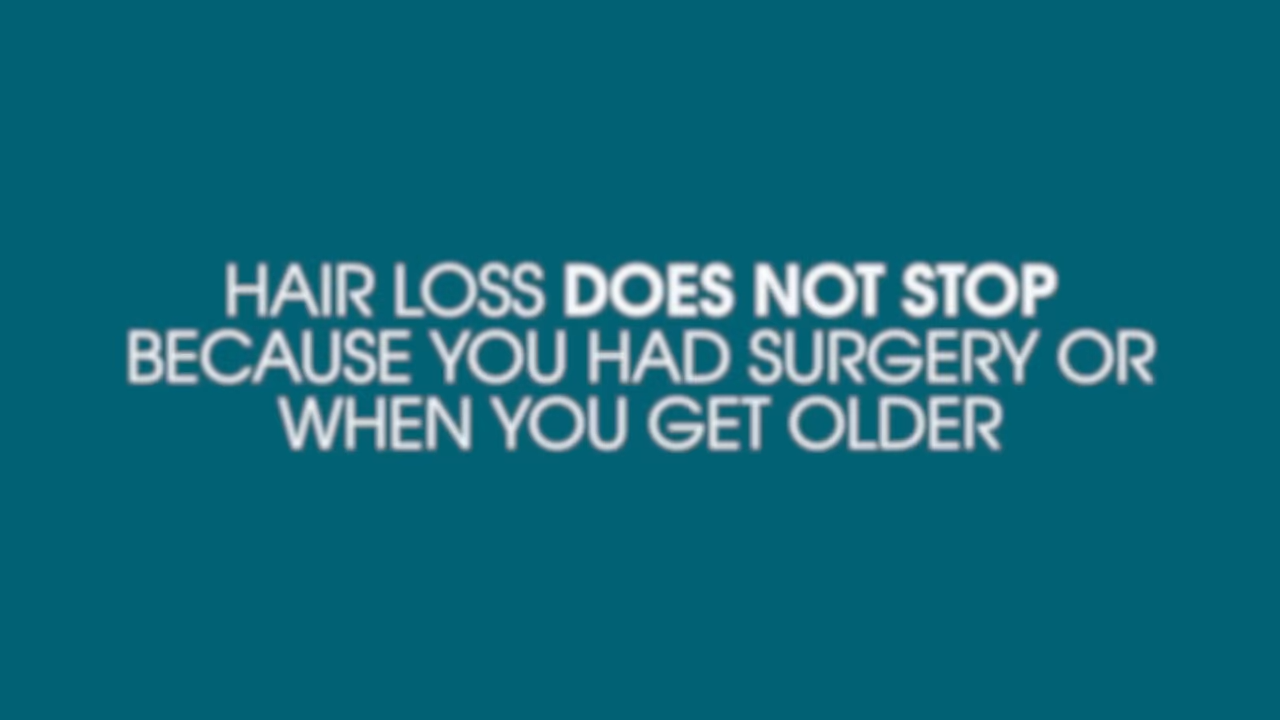 HAIR LOSS DOES NOT STOP
BECAUSE YOU HAD SURGERY OR
WHEN YOU GET OLDER